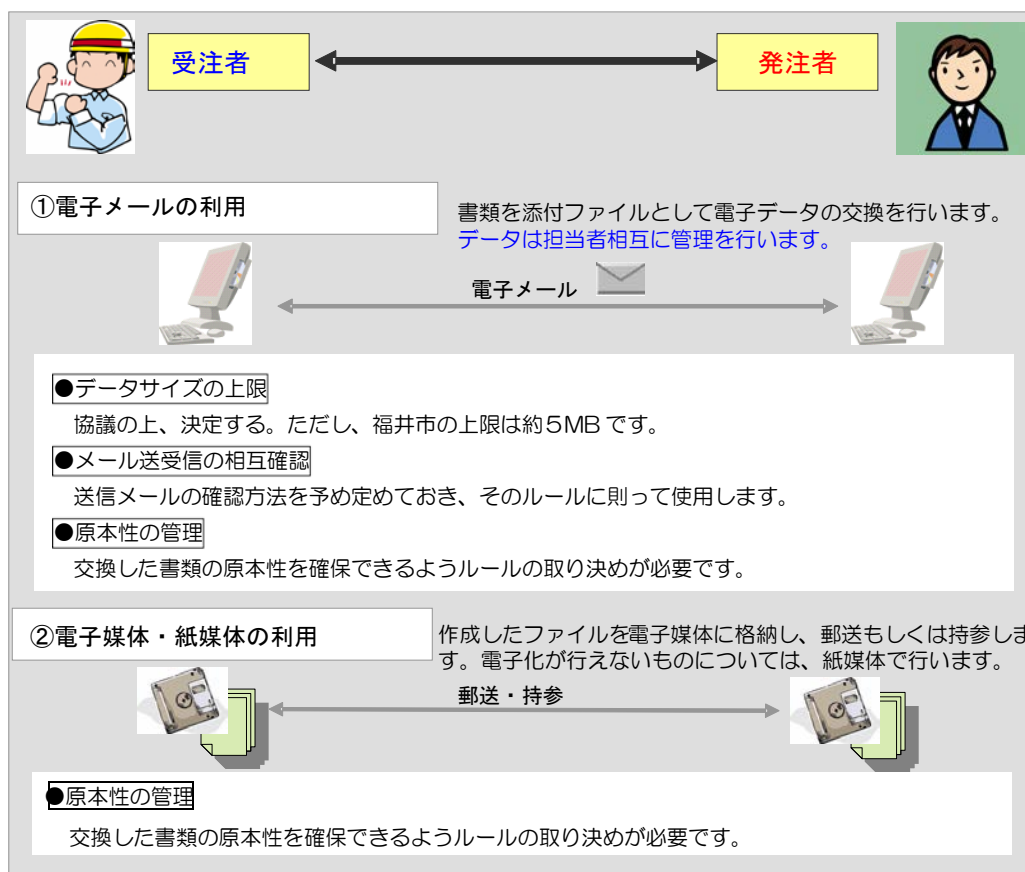 受注者
発注者
①電子メールの利用
書類を添付ファイルとして電子データの交換を行います。
データは担当者相互に管理を行います。
電子メール
●データサイズの上限
協議の上、決定する。ただし、福井市の上限は約5MBです。
●メール送受信の相互確認
送信メールの確認方法を予め定めておき、そのルールに則って使用します。
●原本性の管理
交換した書類の原本性を確保できるようルールの取り決めが必要です。
②電子媒体・紙媒体の利用
作成したファイルを電子媒体に格納し、郵送もしくは持参しま
す。電子化が行えないものについては、紙媒体で行います。
郵送・持参
●原本性の管理
交換した書類の原本性を確保できるようルールの取り決めが必要です。